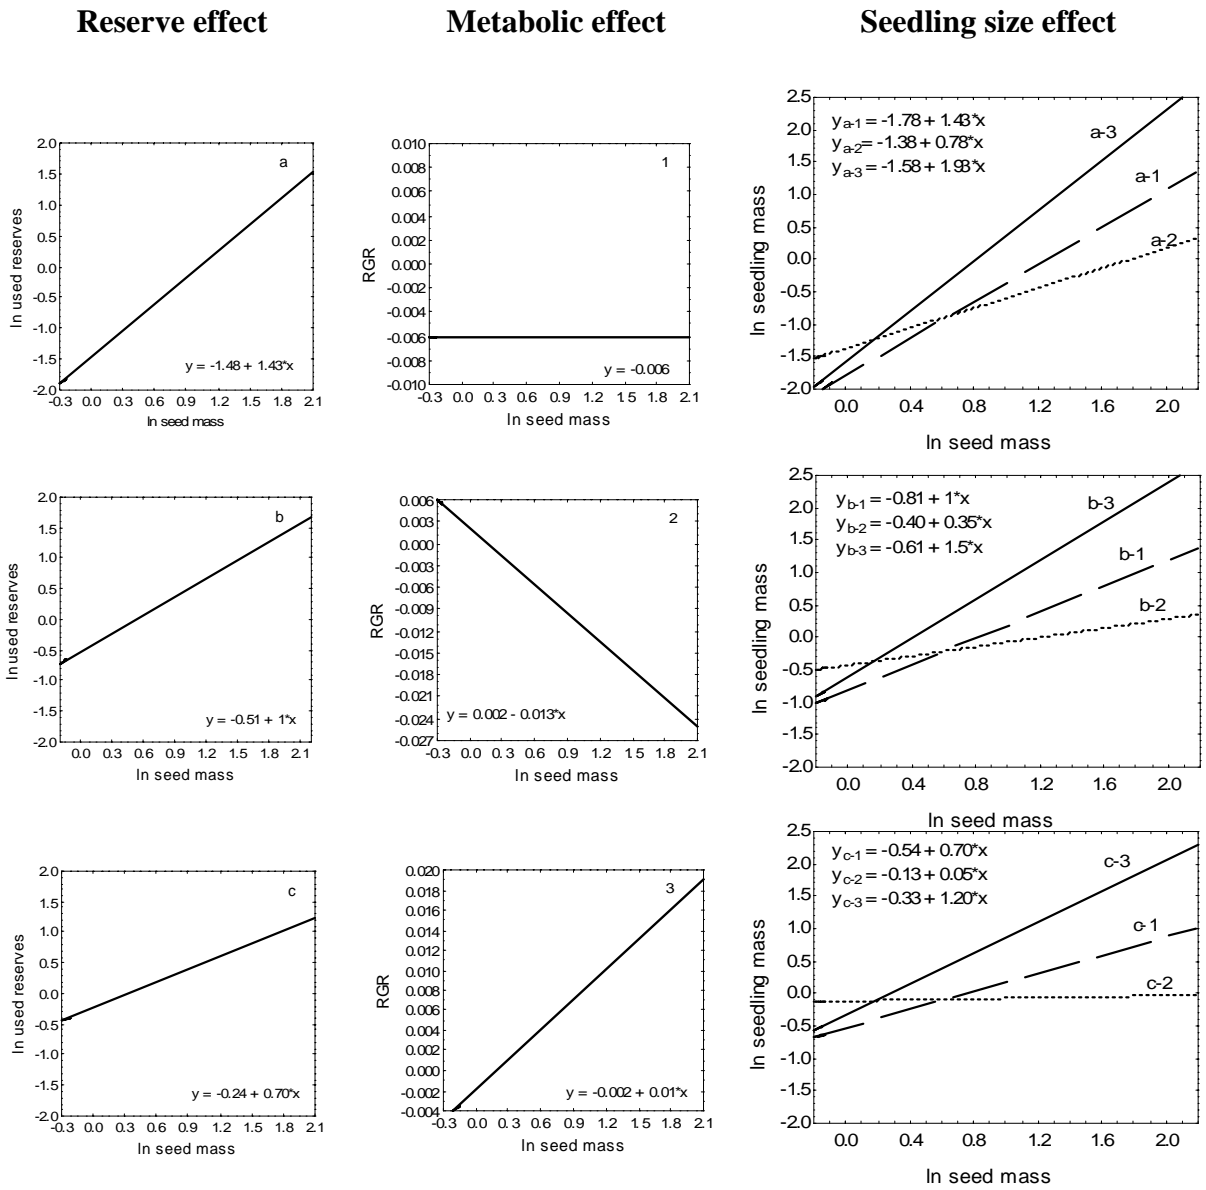 Reserve effect
Metabolic effect
Seedling size effect
a
2.0
1.5
1.0
0.5
0.0
-0.5
-1.0
-1.5
-2.0
ln used reserves
y = -1.48 + 1.43*x
-0.3 0.0 0.3 0.6 0.9 1.2 1.5 1.8 2.1
ln seed mass
1
0.010
0.008
0.006
0.004
0.002
0.000
-0.002
-0.004
-0.006
-0.008
-0.010
RGR
y = -0.006
-0.3 0.0 0.3 0.6 0.9 1.2 1.5 1.8 2.1
ln seed mass
ya-1 = -1.78 + 1.43*x
ya-2= -1.38 + 0.78*x
ya-3 = -1.58 + 1.93*x
a-3
a-1
a-2
2.5
2.0
1.5
1.0
0.5
0.0
-0.5
-1.0
-1.5
-2.0
ln seedling mass
0.0 0.4 0.8 1.2 1.6 2.0
ln seed mass
b
2.0
1.5
1.0
0.5
0.0
-0.5
-1.0
-1.5
-2.0
ln used reserves
y = -0.51 + 1*x
0.0 0.3 0.6 0.9 1.2 1.5 1.8 2.1
ln seed mass
2
0.006
0.003
0.000
-0.003
-0.006
-0.009
-0.012
-0.015
-0.018
-0.021
-0.024
-0.027
RGR
y = 0.002 - 0.013*x
-0.3 0.0 0.3 0.6 0.9 1.2 1.5 1.8 2.1
ln seed mass
yb-1 = -0.81 + 1*x
yb-2 = -0.40 + 0.35*x
yb-3 = -0.61 + 1.5*x
b-3
b-1
b-2
2.5
2.0
1.5
1.0
0.5
0.0
-0.5
-1.0
-1.5
-2.0
ln seedling mass
0.0 0.4 0.8 1.2 1.6 2.0
ln seed mass
c
2.0
1.5
1.0
0.5
0.0
-0.5
-1.0
-1.5
-2.0
ln used reserves
y = -0.24 + 0.70*x
-0.3 0.0 0.3 0.6 0.9 1.2 1.5 1.8 2.1
ln seed mass
3
0.020
0.018
0.016
0.014
0.012
0.010
0.008
0.006
0.004
0.002
0.000
-0.002
-0.004
RGR
y = -0.002 + 0.01*x
-0.3 0.0 0.3 0.6 0.9 1.2 1.5 1.8 2.1
ln seed mass
yc-1 = -0.54 + 0.70*x
yc-2 = -0.13 + 0.05*x
yc-3 = -0.33 + 1.20*x
c-3
c-1
c-2
2.5
2.0
1.5
1.0
0.5
0.0
-0.5
-1.0
-1.5
-2.0
ln seedling mass
0.0 0.4 0.8 1.2 1.6 2.0
ln seed mass